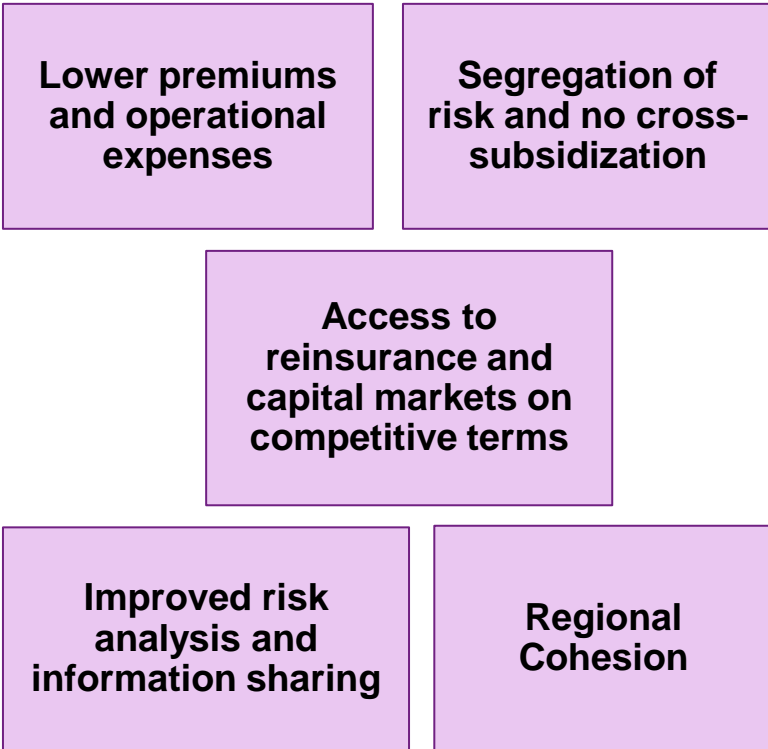 Lower premiums
and operational
expenses
Segregation of
risk and no cross-
subsidization
Access to
reinsurance and
capital markets on
competitive terms
Improved risk
analysis and
information sharing
Regional
Cohesion